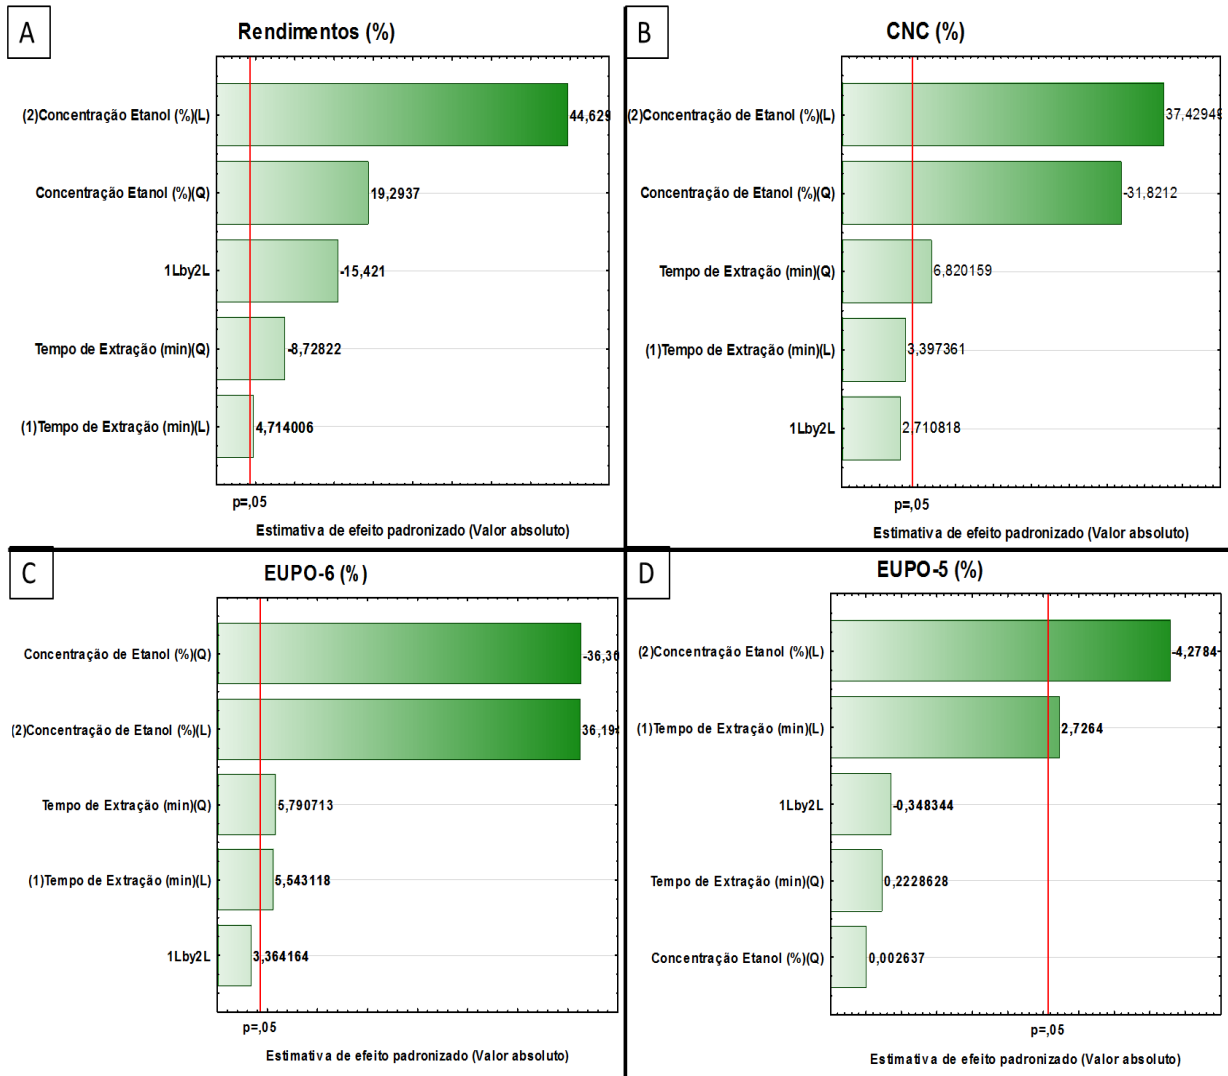 A
Rendimentos (%)
(2)Concentração Etanol (%)(L)
44,629
Concentração Etanol (%)(Q)
19,2937
1Lby2L
-15,421
Tempo de Extração (min)(Q)
-8,72822
(1)Tempo de Extração (min)(L)
4,714006
p=,05
Estimativa de efeito padronizado (Valor absoluto)
B
CNC (%)
(2)Concentração de Etanol (%)(L)
37,42949
Concentração de Etanol (%)(Q)
-31,8212
Tempo de Extração (min)(Q)
6,820159
(1)Tempo de Extração (min)(L)
3,397361
1Lby2L
2,710818
p=,05
Estimativa de efeito padronizado (Valor absoluto)
C
EUPO-6 (%)
Concentração de Etanol (%)(Q)
-36,30
(2)Concentração de Etanol (%)(L)
36,19
Tempo de Extração (min)(Q)
5,790713
(1)Tempo de Extração (min)(L)
5,543118
1Lby2L
3,364164
p=,05
Estimativa de efeito padronizado (Valor absoluto)
D
EUPO-5 (%)
(2)Concentração Etanol (%)(L)
-4,2784
(1)Tempo de Extração (min)(L)
2,7264
1Lby2L
-0,348344
Tempo de Extração (min)(Q)
0,2228628
Concentração Etanol (%)(Q)
0,002637
p=,05
Estimativa de efeito padronizado (Valor absoluto)